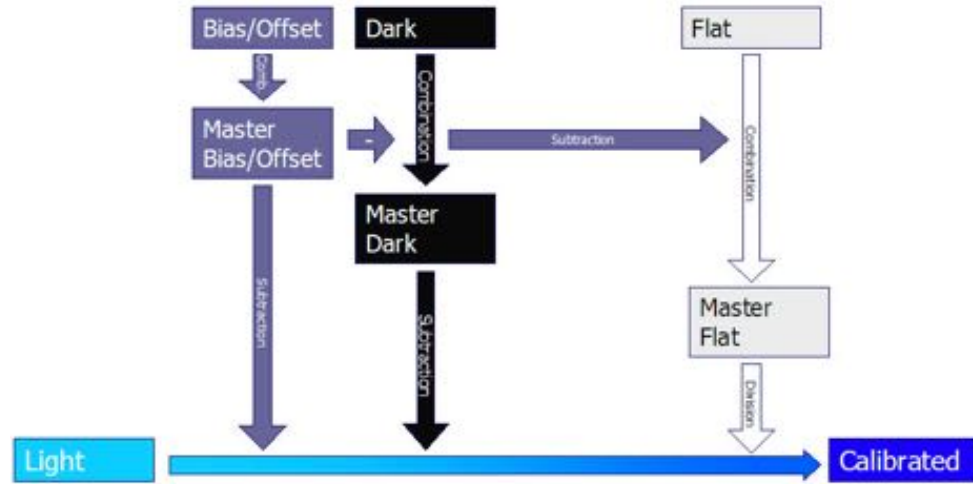 Bias/Offset
Dark
Flat
Comb
Combination
Combination
Master
Bias/Offset
-
Subtraction
Master
Dark
Subtraction
Subtraction
Master
Flat
Division
Light
Calibrated